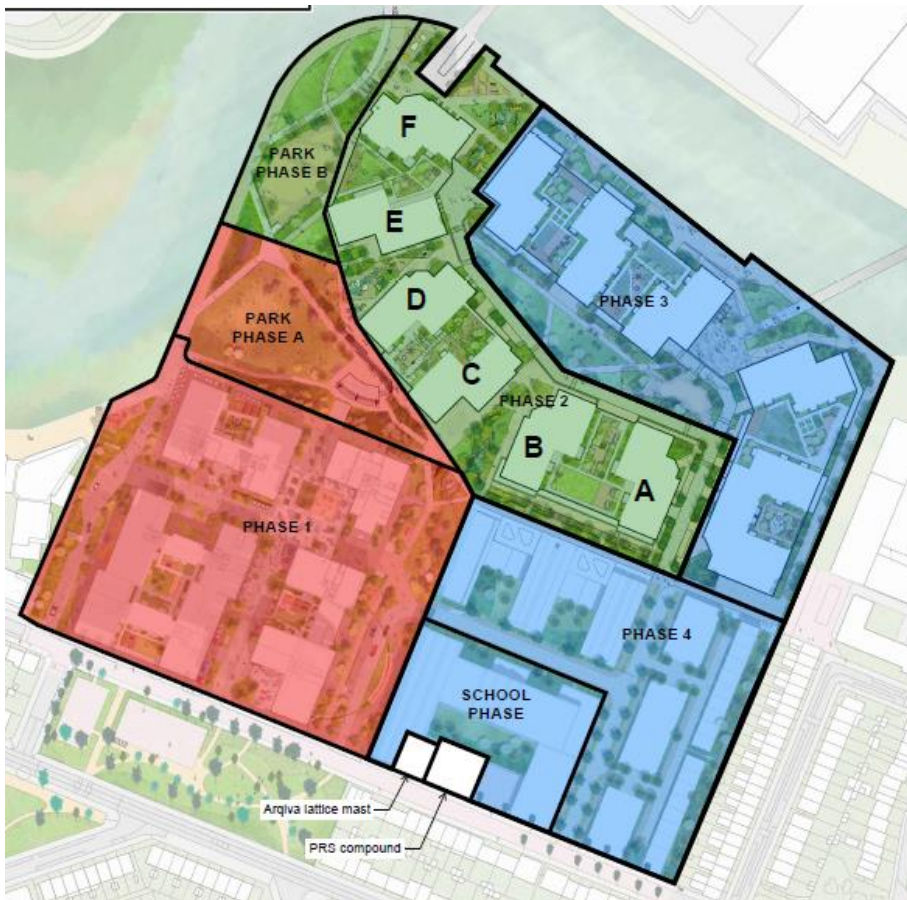 F
PARK
PHASE B
E
D
PHASE 3
PARK
PHASE A
C
PHASE 2
B
A
PHASE 1
PHASE 4
SCHOOL
PHASE
Arqiva lattice mast
PRS compound